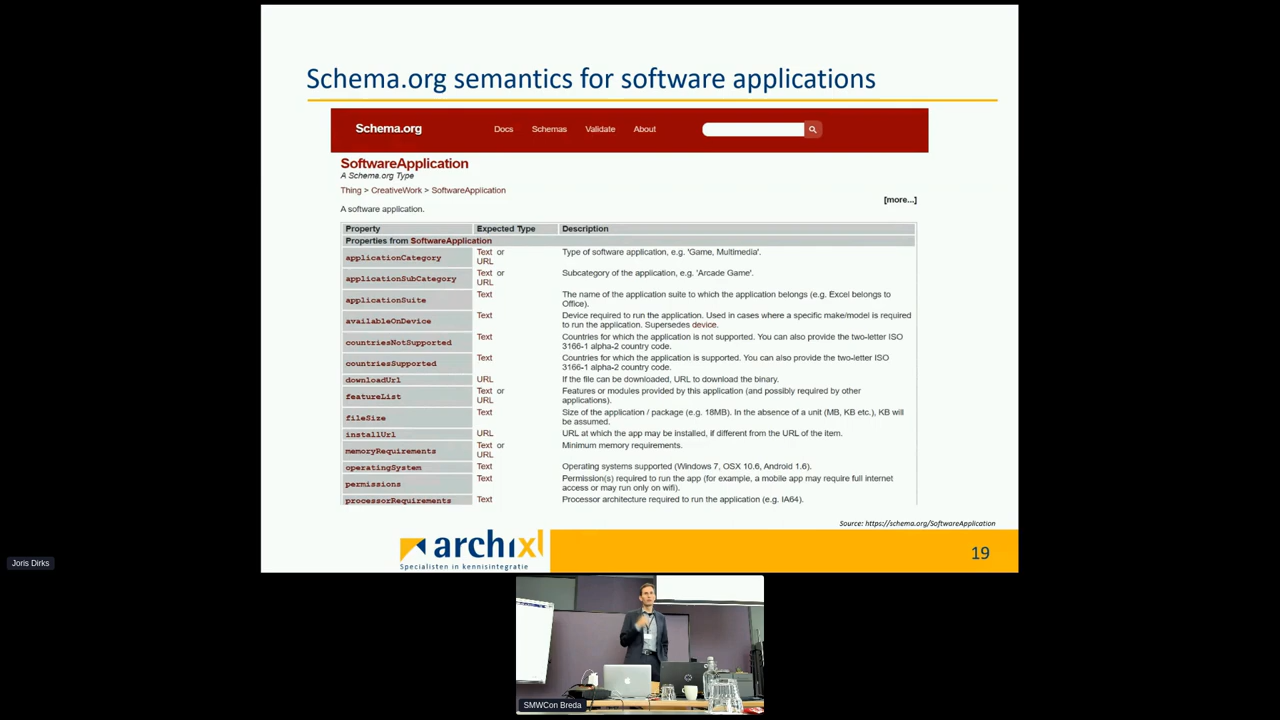 Schema.org semantics for software applications
Schema.org
Docs Schemas Validate About
SoftwareApplication
A Schema.org Type
Thing > CreativeWork > SoftwareApplication
[more...]
A software application.
Property Expected Type Description
Properties from SoftwareApplication
applicationCategory Text or URL Type of software application, e.g. 'Game, Multimedia'.
applicationSubCategory Text or URL Subcategory of the application, e.g. 'Arcade Game'.
applicationSuite Text The name of the application suite to which the application belongs (e.g. Excel belongs to
Office).
availableOnDevice Text Device required to run the application. Used in cases where a specific make/model is required
to run the application. Supersedes device.
countriesNotSupported Text Countries for which the application is not supported. You can also provide the two-letter ISO
3166-1 alpha-2 country code.
countriesSupported Text Countries for which the application is supported. You can also provide the two-letter ISO
3166-1 alpha-2 country code.
downloadUrl URL If the file can be downloaded, URL to download the binary.
featureList Text or URL Features or modules provided by this application (and possibly required by other
applications).
fileSize Text Size of the application / package (e.g. 18MB). In the absence of a unit (MB, KB etc.), KB will
be assumed.
installUrl URL URL at which the app may be installed, if different from the URL of the item.
memoryRequirements Text or URL Minimum memory requirements.
operatingSystem Text Operating systems supported (Windows 7, OSX 10.6, Android 1.6).
permissions Text Permission(s) required to run the app (for example, a mobile app may require full internet
access or may run only on wifi).
processorRequirements Text Processor architecture required to run the application (e.g. IA64).
Source: https://schema.org/SoftwareApplication
archixl
Specialisten in kennisintegratie
19
Joris Dirks
SMWCon Breda